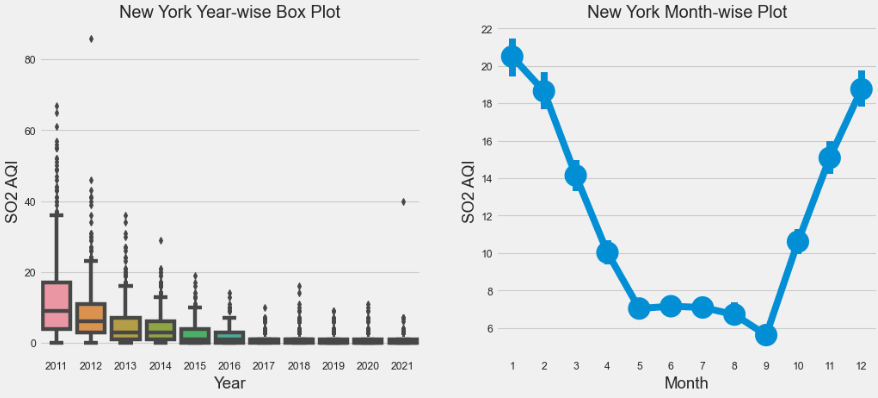 New York Year-wise Box Plot
80
60
40
20
0
SO2 AQI
2011 2012 2013 2014 2015 2016 2017 2018 2019 2020 2021
Year
New York Month-wise Plot
22
20
18
16
14
12
10
8
6
SO2 AQI
1 2 3 4 5 6 7 8 9 10 11 12
Month